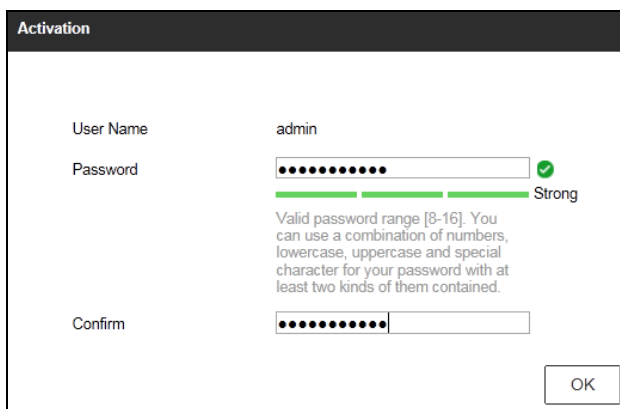 Activation
User Name admin
Password ●●●●●●●●●●●
Strong
Valid password range [8-16]. You
can use a combination of numbers,
lowercase, uppercase and special
character for your password with at
least two kinds of them contained.
Confirm ●●●●●●●●●●●
OK